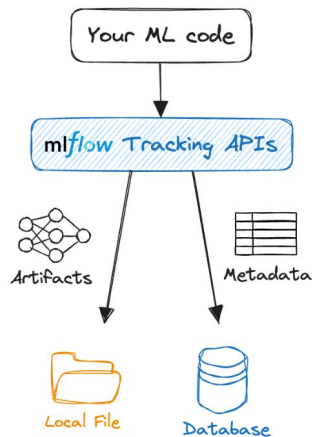 Your ML code
mlflow Tracking APIs
Artifacts
Metadata
Local File
Database